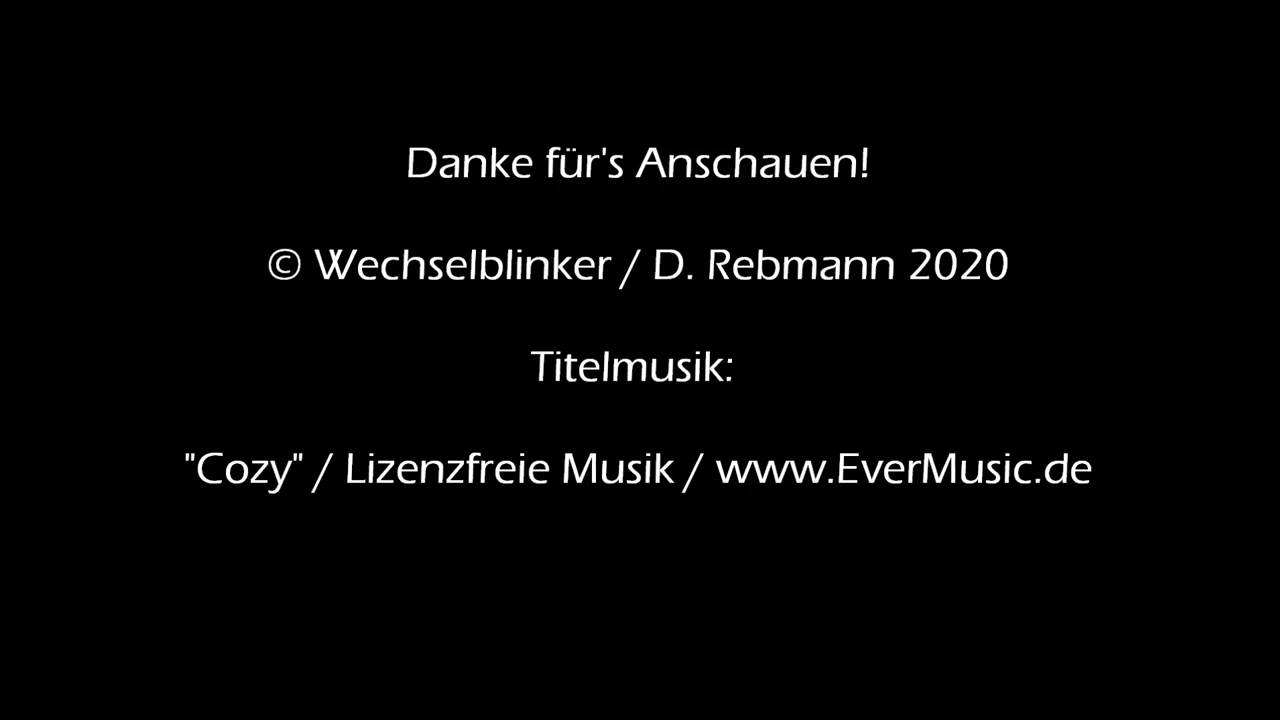 Danke für's Anschauen!
© Wechselblinker / D. Rebmann 2020
Titelmusik:
"Cozy" / Lizenzfreie Musik / www.EverMusic.de